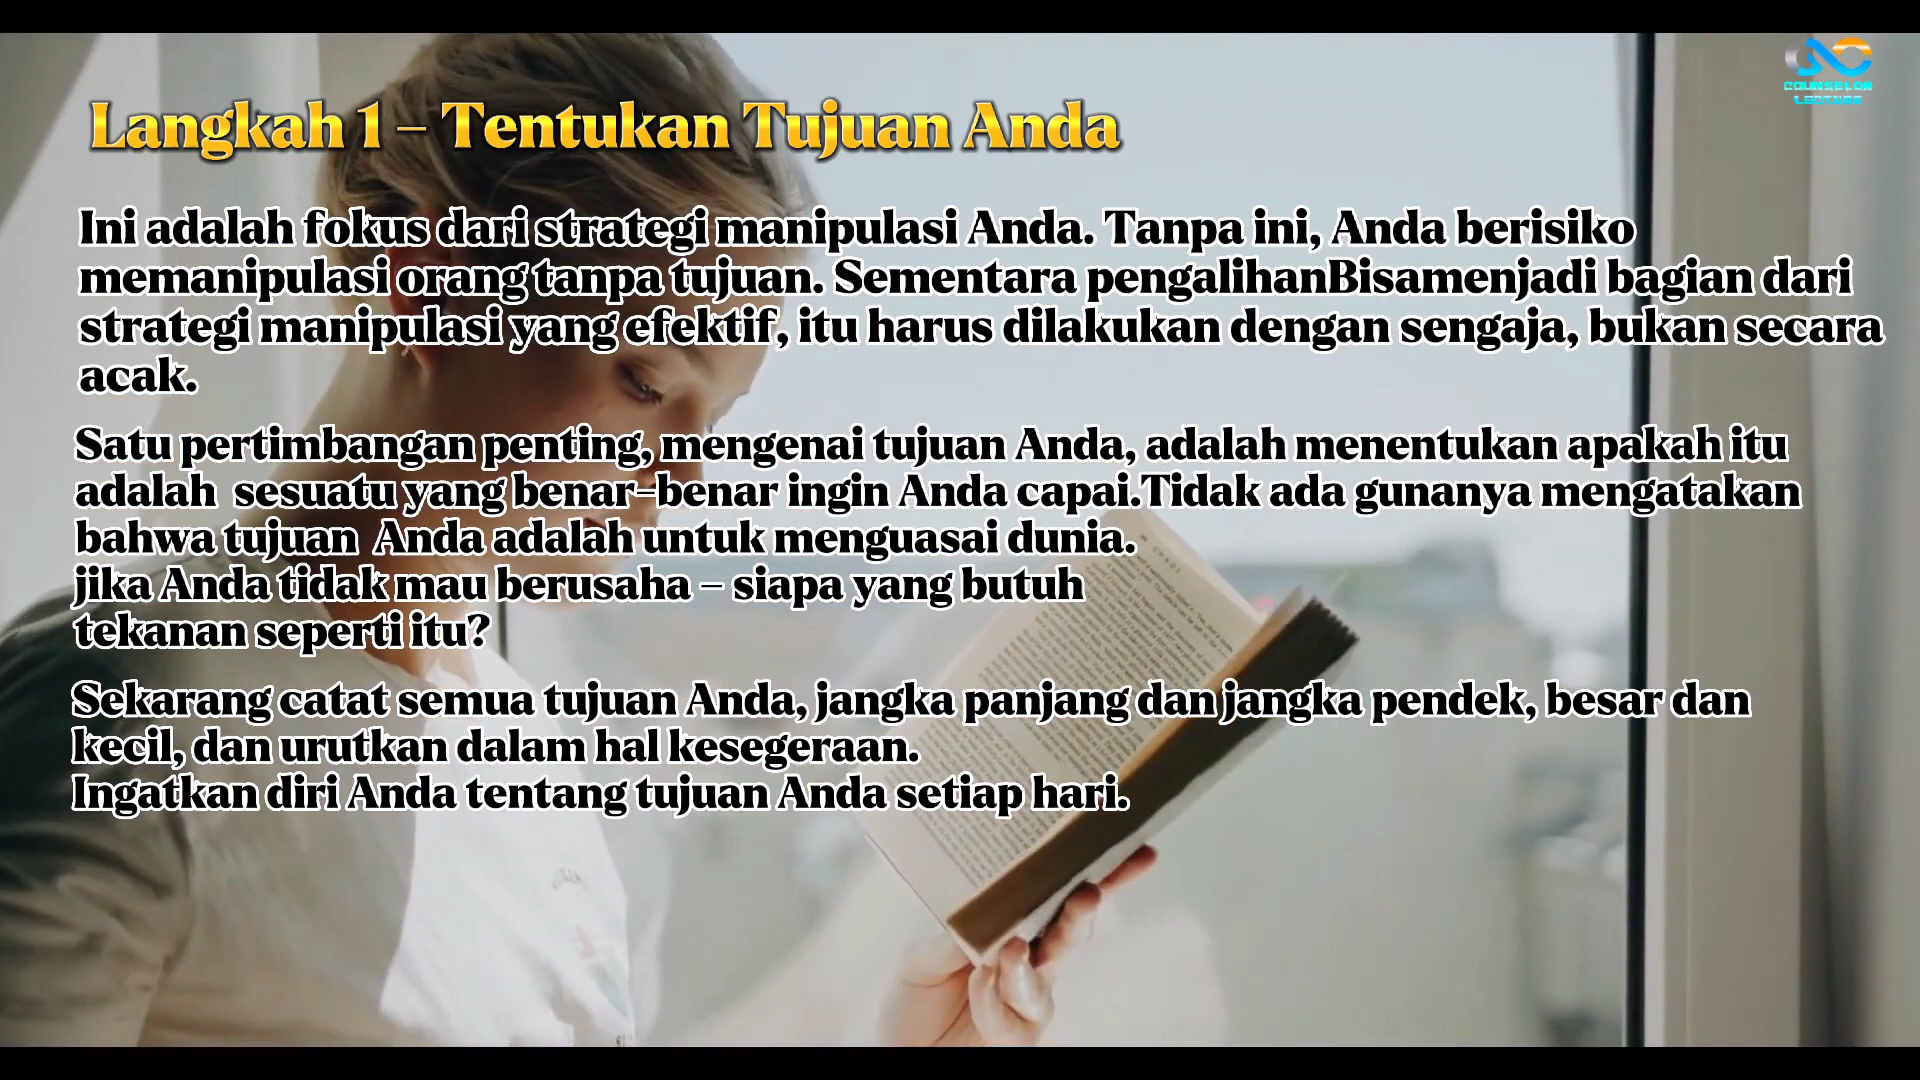 COUNSELOR
LECTURE
Langkah 1 – Tentukan Tujuan Anda
Ini adalah fokus dari strategi manipulasi Anda. Tanpa ini, Anda berisiko
memanipulasi orang tanpa tujuan. Sementara pengalihanBisamenjadi bagian dari
strategi manipulasi yang efektif, itu harus dilakukan dengan sengaja, bukan secara
acak.
Satu pertimbangan penting, mengenai tujuan Anda, adalah menentukan apakah itu
adalah sesuatu yang benar-benar ingin Anda capai.Tidak ada gunanya mengatakan
bahwa tujuan Anda adalah untuk menguasai dunia.
jika Anda tidak mau berusaha – siapa yang butuh
tekanan seperti itu?
Sekarang catat semua tujuan Anda, jangka panjang dan jangka pendek, besar dan
kecil, dan urutkan dalam hal kesegeraan.
Ingatkan diri Anda tentang tujuan Anda setiap hari.